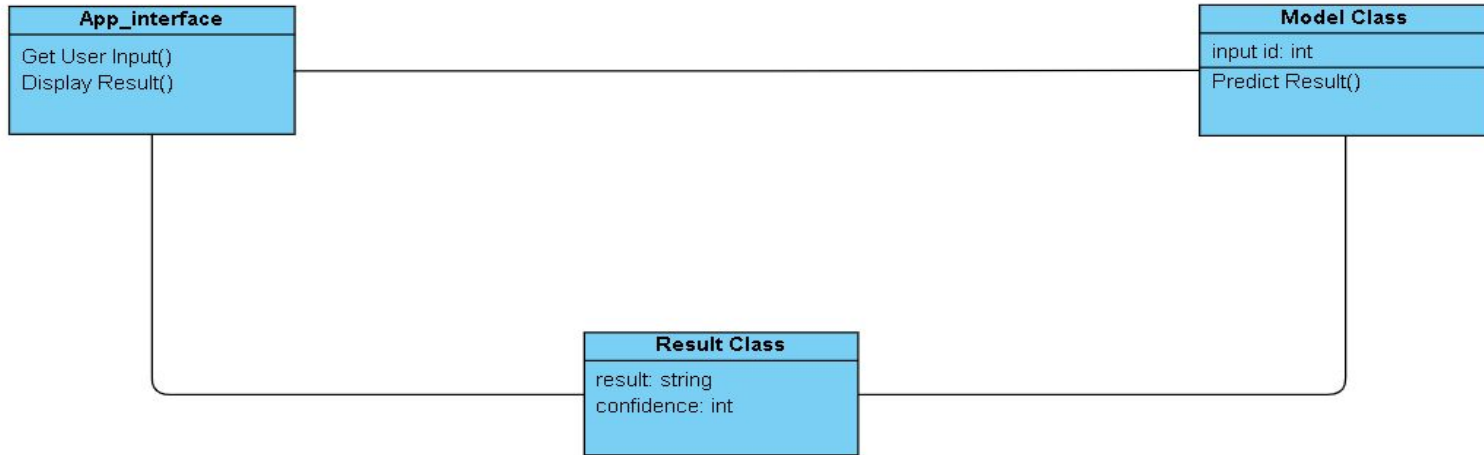 App_interface
Get User Input()
Display Result()
Model Class
input id: int
Predict Result()
Result Class
result: string
confidence: int